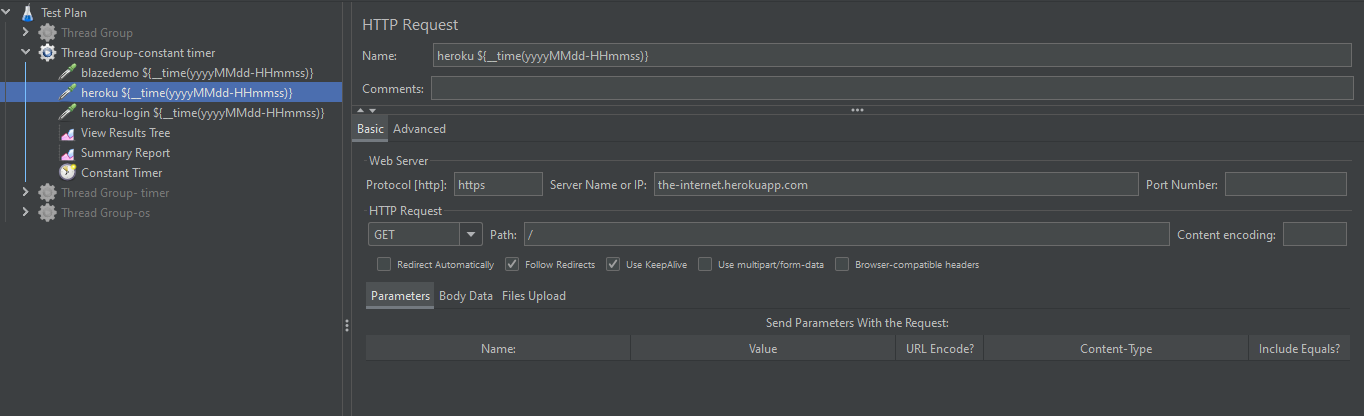 Test Plan
Thread Group
Thread Group-constant timer
blazedemo ${__time(yyyyMMdd-HHmmss)}
heroku ${__time(yyyyMMdd-HHmmss)}
heroku-login ${__time(yyyyMMdd-HHmmss)}
View Results Tree
Summary Report
Constant Timer
Thread Group- timer
Thread Group-os
HTTP Request
Name: heroku ${__time(yyyyMMdd-HHmmss)}
Comments:
Basic Advanced
Web Server
Protocol [http]: https Server Name or IP: the-internet.herokuapp.com Port Number:
HTTP Request
GET Path: / Content encoding:
Redirect Automatically Follow Redirects Use KeepAlive Use multipart/form-data Browser-compatible headers
Parameters Body Data Files Upload
Send Parameters With the Request:
Name: Value URL Encode? Content-Type Include Equals?